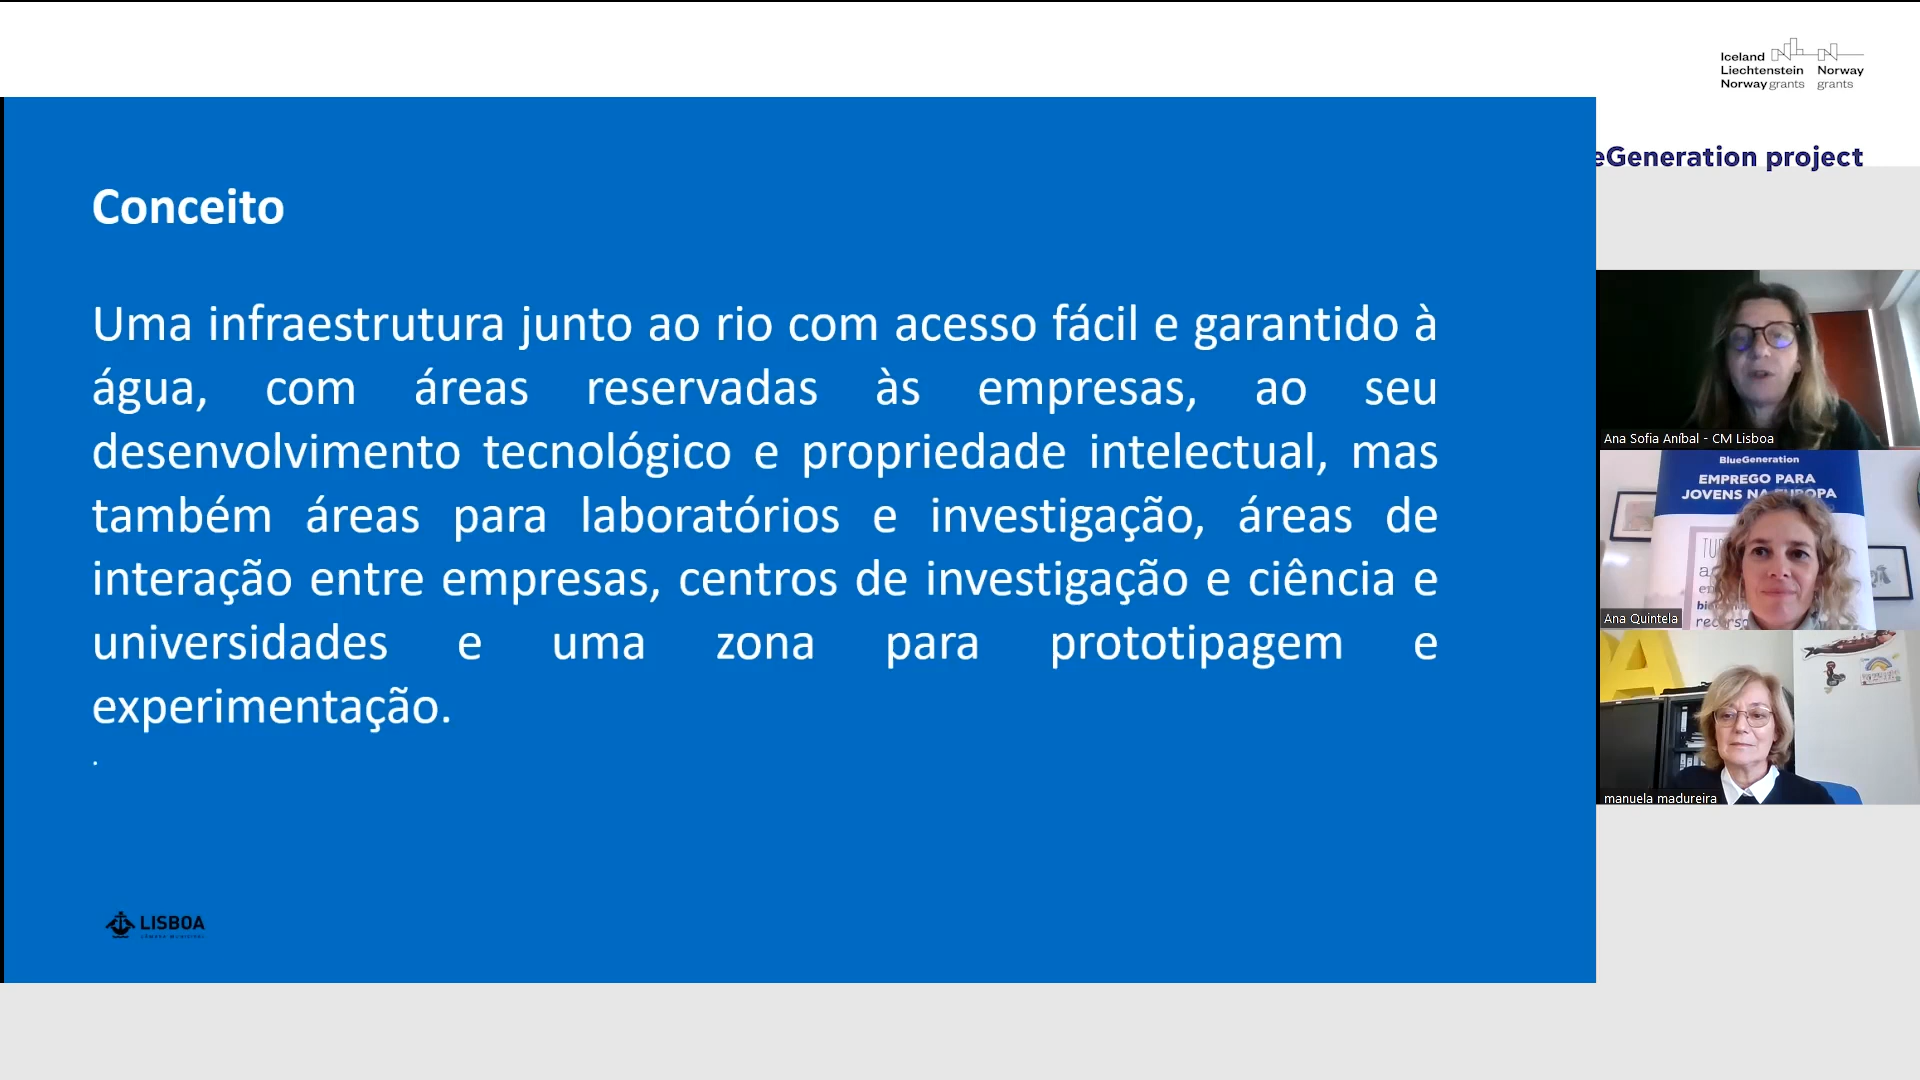 Iceland
Liechtenstein Norway
Norway grants grants
eGeneration project
Conceito
Uma infraestrutura junto ao rio com acesso fácil e garantido à
água, com áreas reservadas às empresas, ao seu
desenvolvimento tecnológico e propriedade intelectual, mas
também áreas para laboratórios e investigação, áreas de
interação entre empresas, centros de investigação e ciência e
universidades e uma zona para prototipagem e
experimentação.
.
LISBOA
CÂMARA MUNICIPAL
Ana Sofia Aníbal - CM Lisboa
BlueGeneration
EMPREGO PARA
JOVENS NA EUROPA
Ana Quintela
manuela madureira